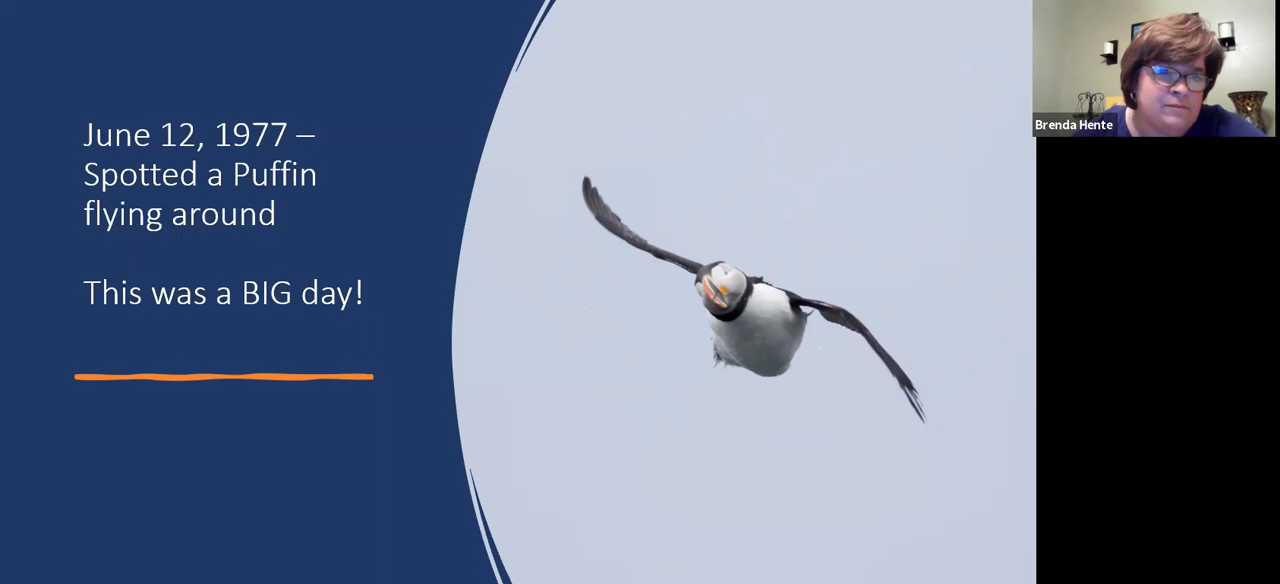 June 12, 1977 –
Spotted a Puffin
flying around
This was a BIG day!
Brenda Hente